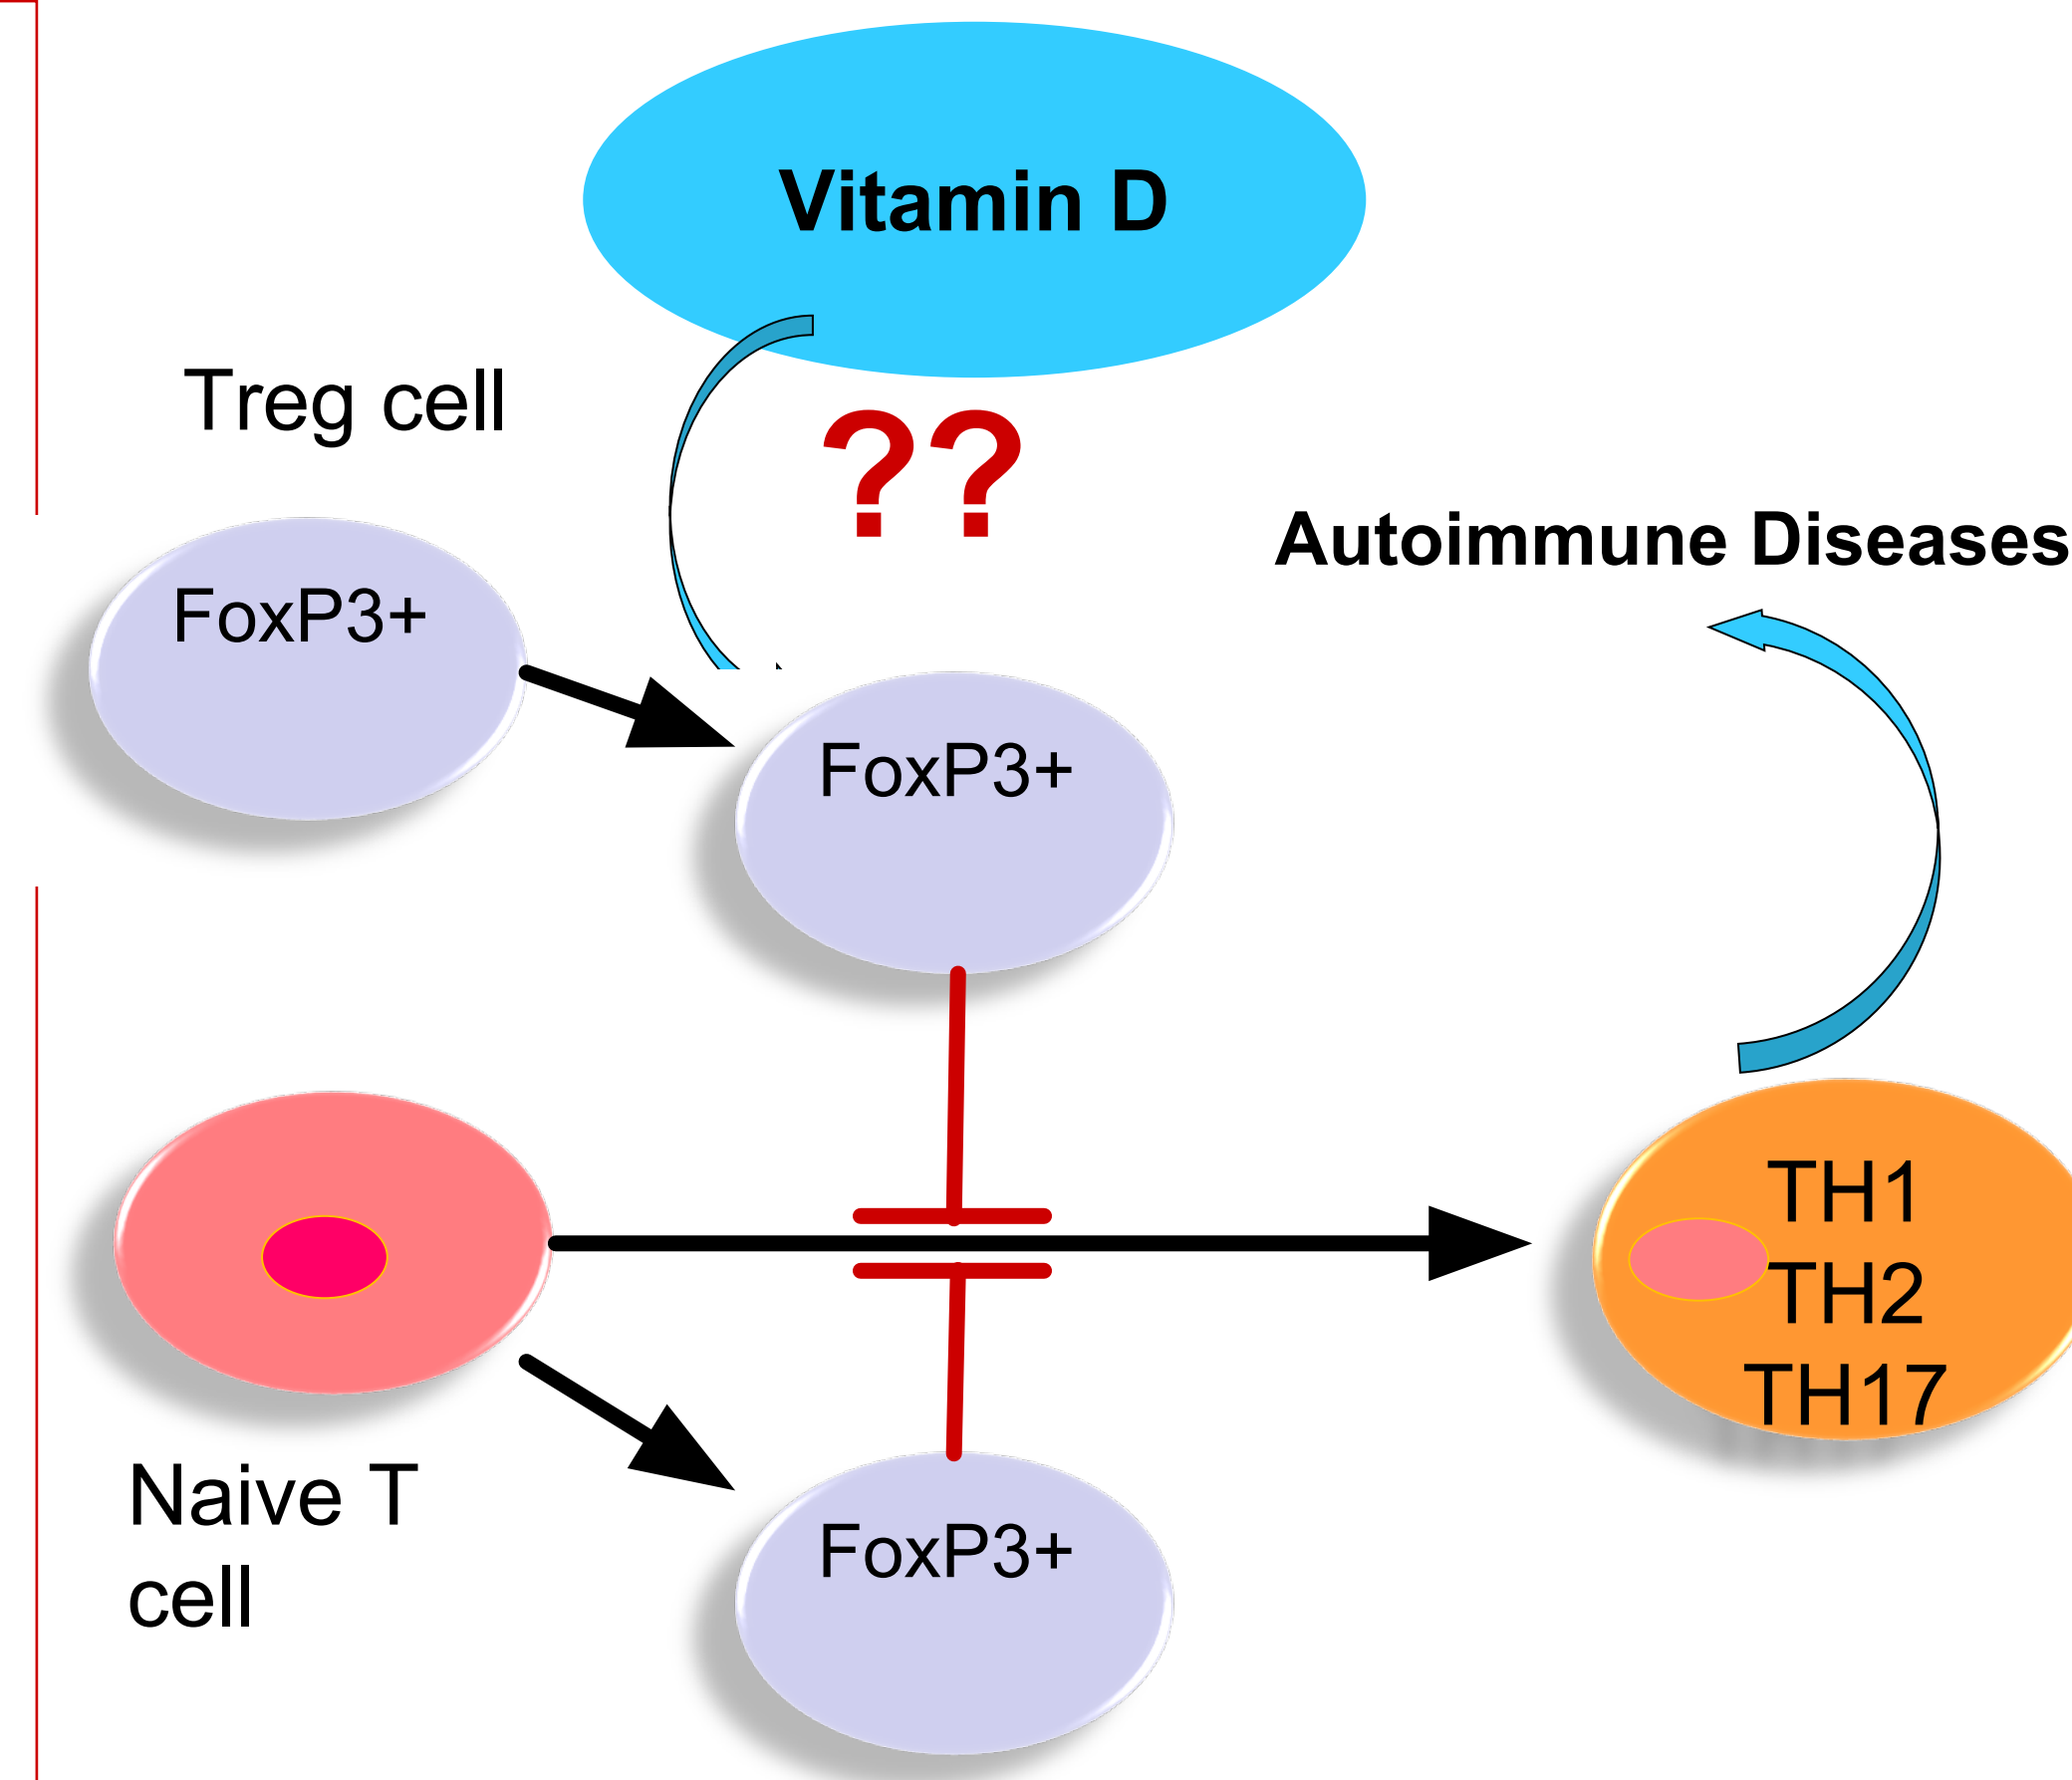 Vitamin D
Treg cell
??
Autoimmune Diseases
FoxP3+
FoxP3+
TH1
TH2
TH17
Naive T
cell
FoxP3+